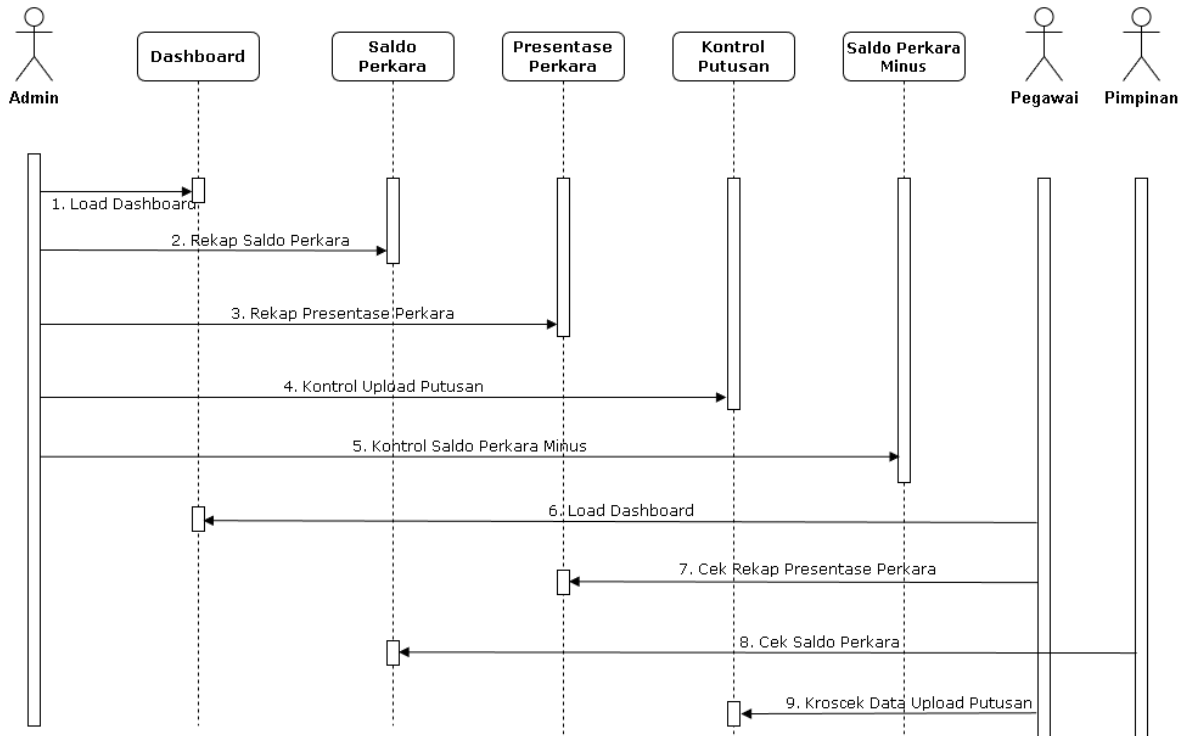 Dashboard
Saldo
Perkara
Presentase
Perkara
Kontrol
Putusan
Saldo Perkara
Minus
Admin
Pegawai
Pimpinan
1. Load Dashboard
2. Rekap Saldo Perkara
3. Rekap Presentase Perkara
4. Kontrol Upload Putusan
5. Kontrol Saldo Perkara Minus
6. Load Dashboard
7. Cek Rekap Presentase Perkara
8. Cek Saldo Perkara
9. Kroscek Data Upload Putusan